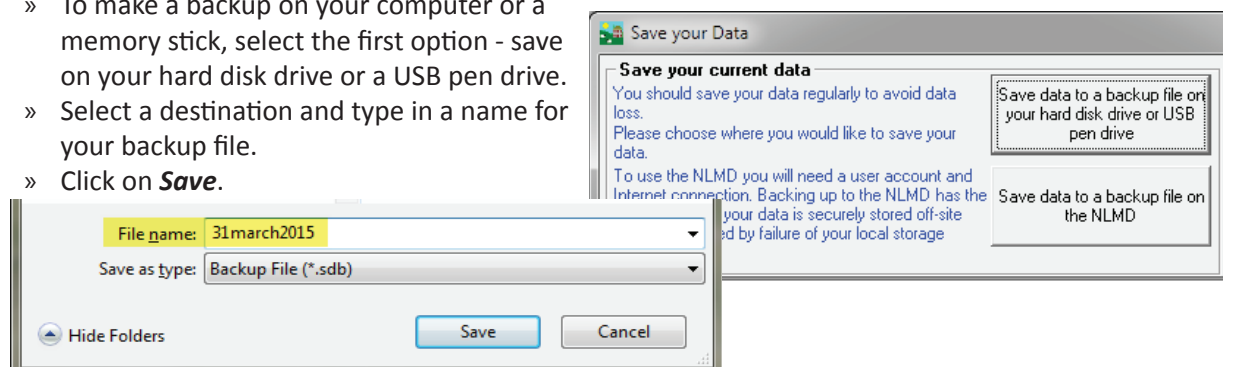 » To make a backup on your computer or a
memory stick, select the first option - save
on your hard disk drive or a USB pen drive.
» Select a destination and type in a name for
your backup file.
» Click on Save.
Save your Data
Save your current data
You should save your data regularly to avoid data
loss.
Please choose where you would like to save your
data.
To use the NLMD you will need a user account and
Internet connection. Backing up to the NLMD has the
your data is securely stored off-site
by failure of your local storage
Save data to a backup file on
your hard disk drive or USB
pen drive
Save data to a backup file on
the NLMD
File name: 31march2015
Save as type: Backup File (*.sdb)
Hide Folders
Save
Cancel